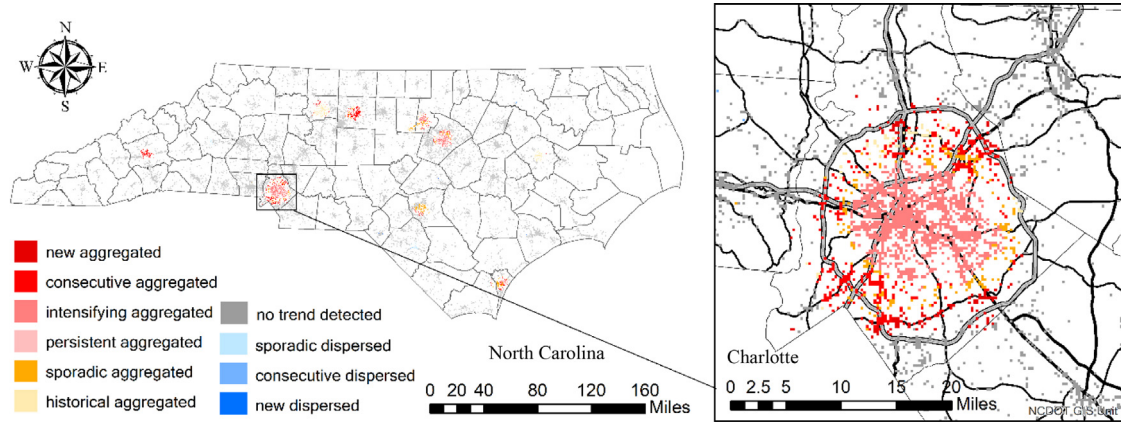 N
W E
S
new aggregated
consecutive aggregated
intensifying aggregated
persistent aggregated
sporadic aggregated
historical aggregated
no trend detected
sporadic dispersed
consecutive dispersed
new dispersed
North Carolina
0 20 40 80 120 160
Miles
Charlotte
0 2.5 5 10 15 20
Miles
NCDOT GIS Unit